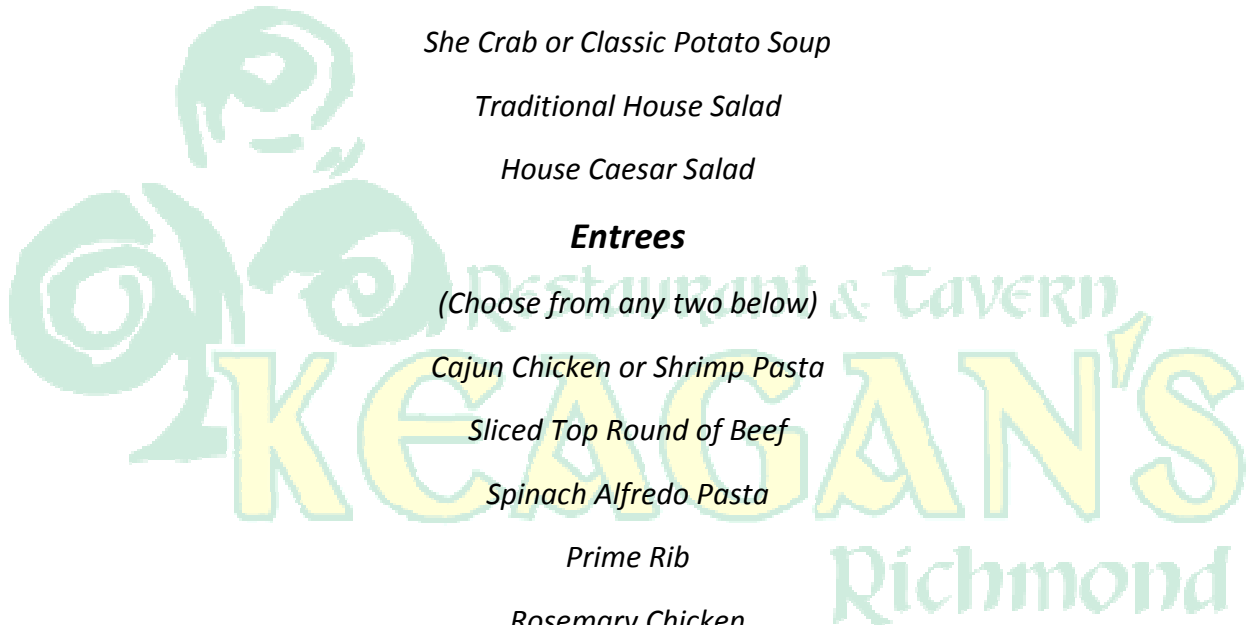 She Crab or Classic Potato Soup
Traditional House Salad
House Caesar Salad
Entrees
Restaurant & Tavern
(Choose from any two below)
KEAGAN'S
Cajun Chicken or Shrimp Pasta
Sliced Top Round of Beef
Spinach Alfredo Pasta
Prime Rib
Richmond
Rosemary Chicken